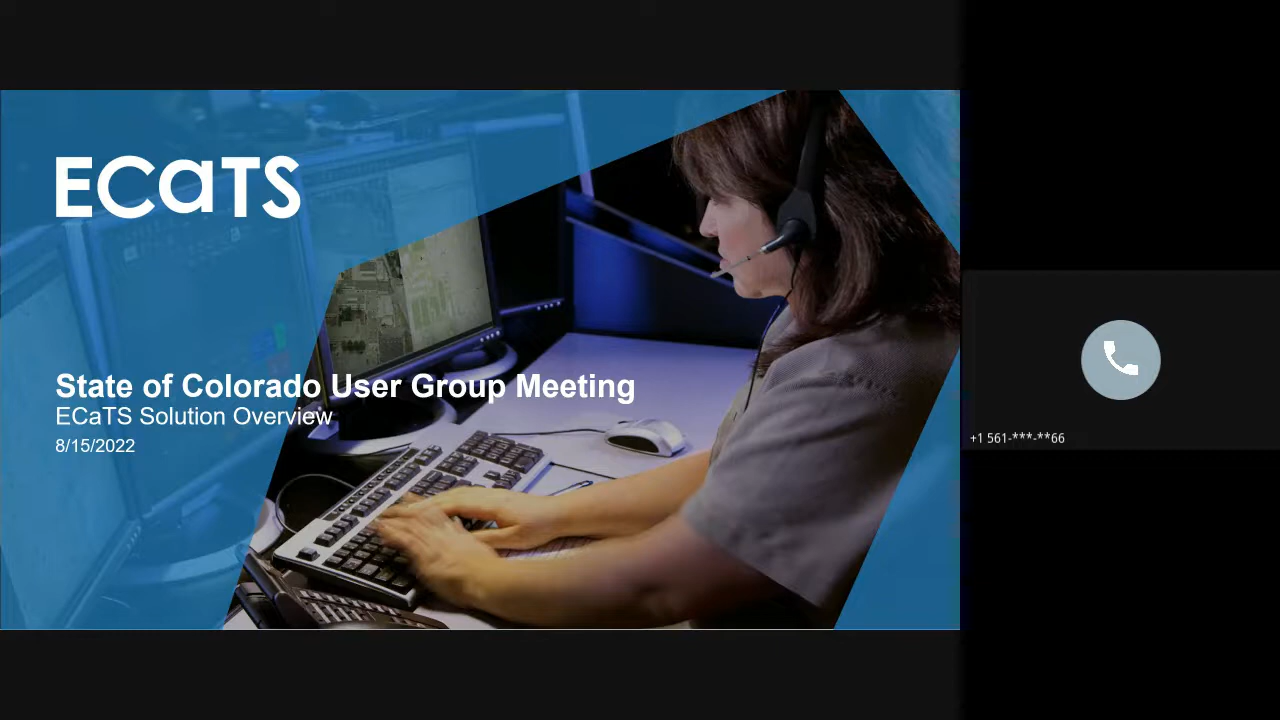 ECaTS
State of Colorado User Group Meeting
ECaTS Solution Overview
8/15/2022
+1 561-***-**66